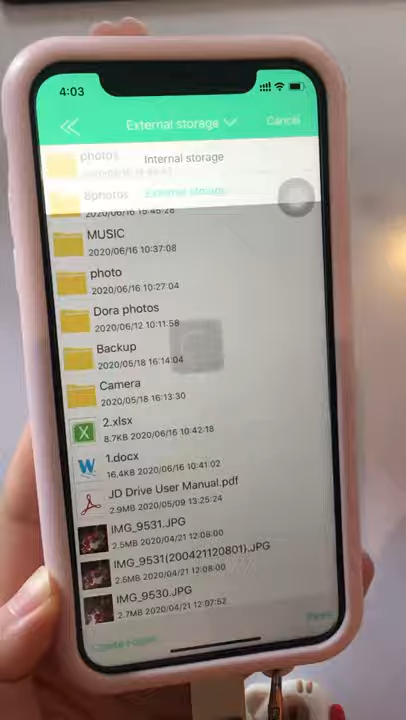 4:03
External storage
Cancel
photos
Internal storage
8photos
External storage
2020/06/16 15:45:28
MUSIC
2020/06/16 10:37:08
photo
2020/06/16 10:27:04
Dora photos
2020/06/12 10:11:58
Backup
2020/05/18 16:14:04
Camera
2020/05/18 16:13:30
2.xlsx
8.7KB 2020/06/16 10:42:18
1.docx
16.4KB 2020/06/16 10:41:02
JD Drive User Manual.pdf
2.9MB 2020/05/09 13:25:24
IMG_9531.JPG
2.5MB 2020/04/21 12:08:00
IMG_9531(200421120801).JPG
2.5MB 2020/04/21 12:08:00
IMG_9530.JPG
2.7MB 2020/04/21 12:07:52
Create Folder